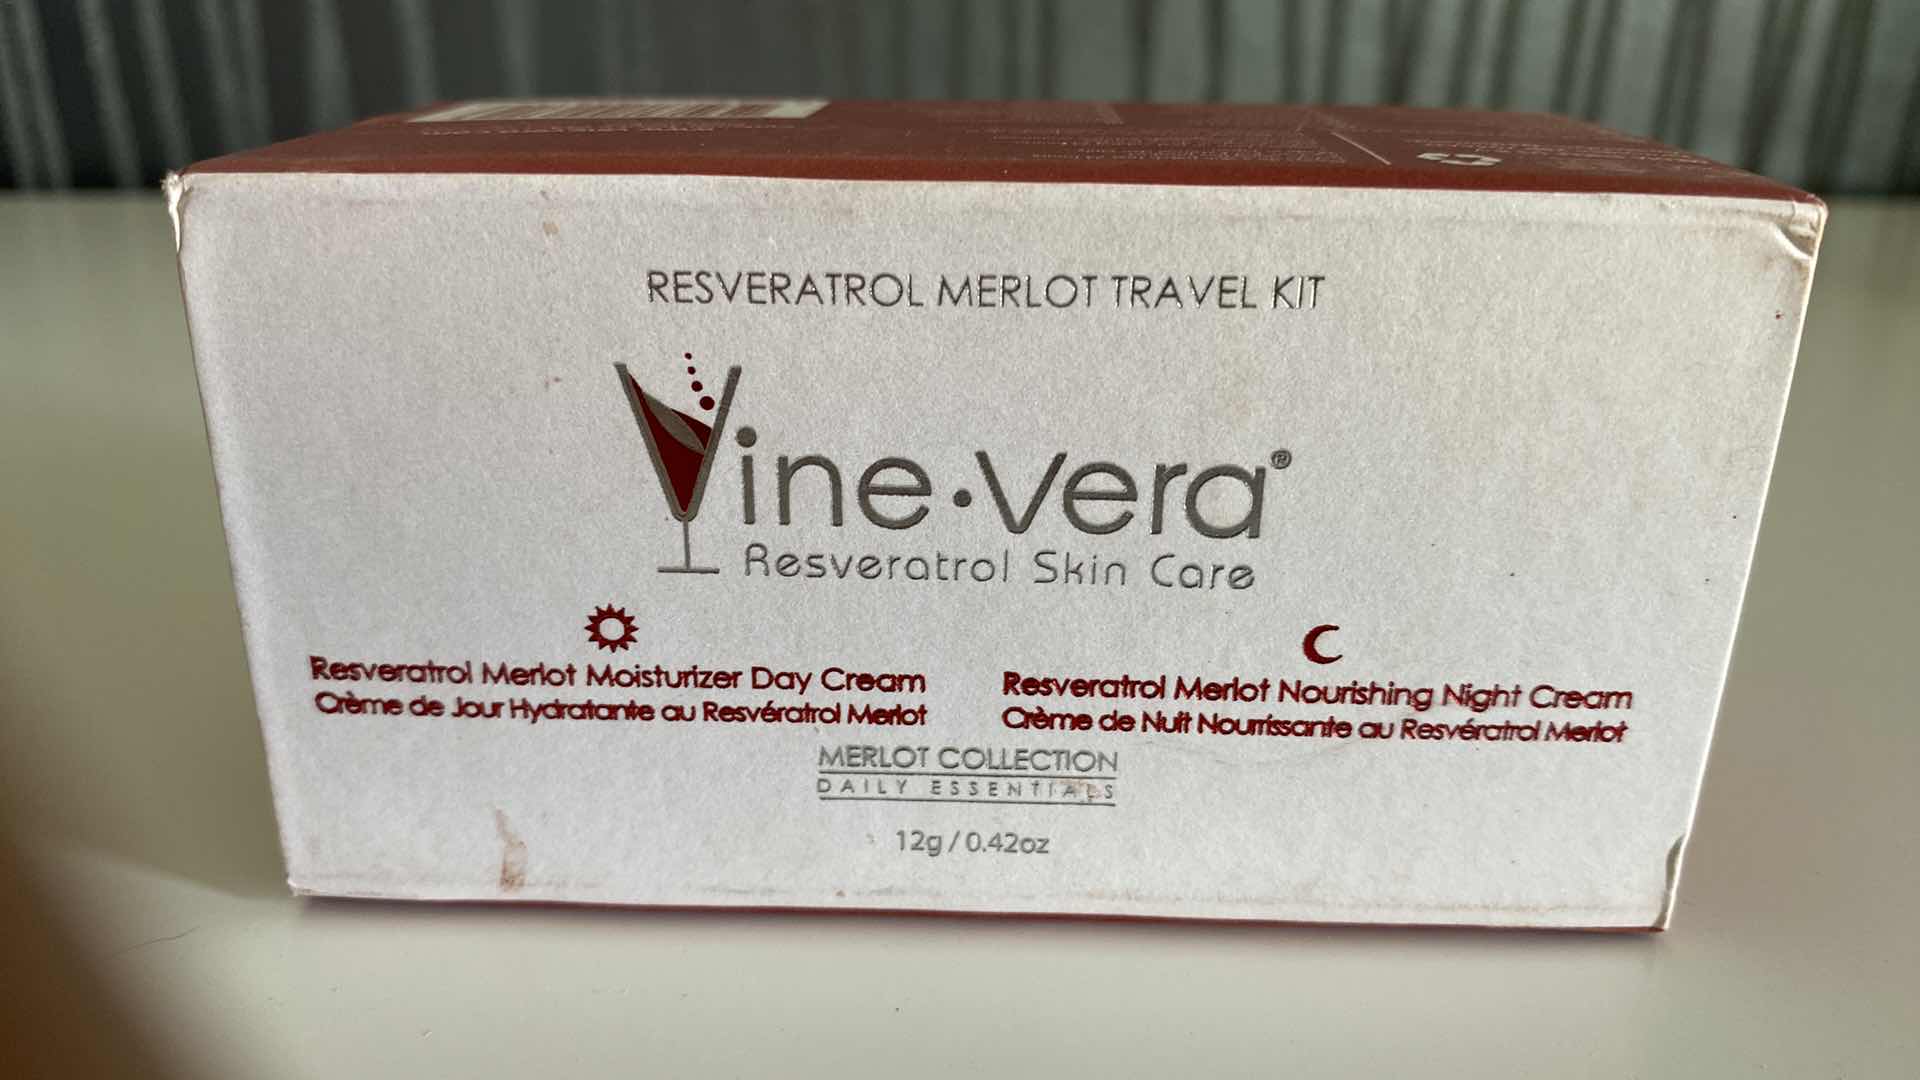 RESVERATROL MERLOT TRAVEL KIT
Vine•vera®
Resveratrol Skin Care
Resveratrol Merlot Moisturizer Day Cream
Crème de Jour Hydratante au Resvératrol Merlot
Resveratrol Merlot Nourishing Night Cream
Crème de Nuit Nourrissante au Resvératrol Merlot
MERLOT COLLECTION
DAILY ESSENTIALS
12g / 0.42oz